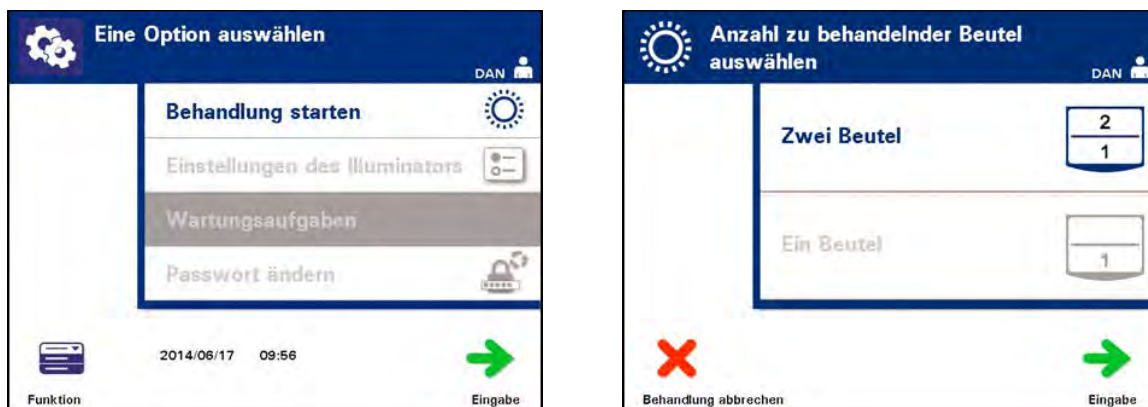 Eine Option auswählen
DAN
Behandlung starten
Einstellungen des Illuminators
Wartungsaufgaben
Passwort ändern
2014/06/17 09:56
Funktion
Eingabe
Anzahl zu behandelnder Beutel
auswählen
DAN
Zwei Beutel
2
1
Ein Beutel
1
Behandlung abbrechen
Eingabe